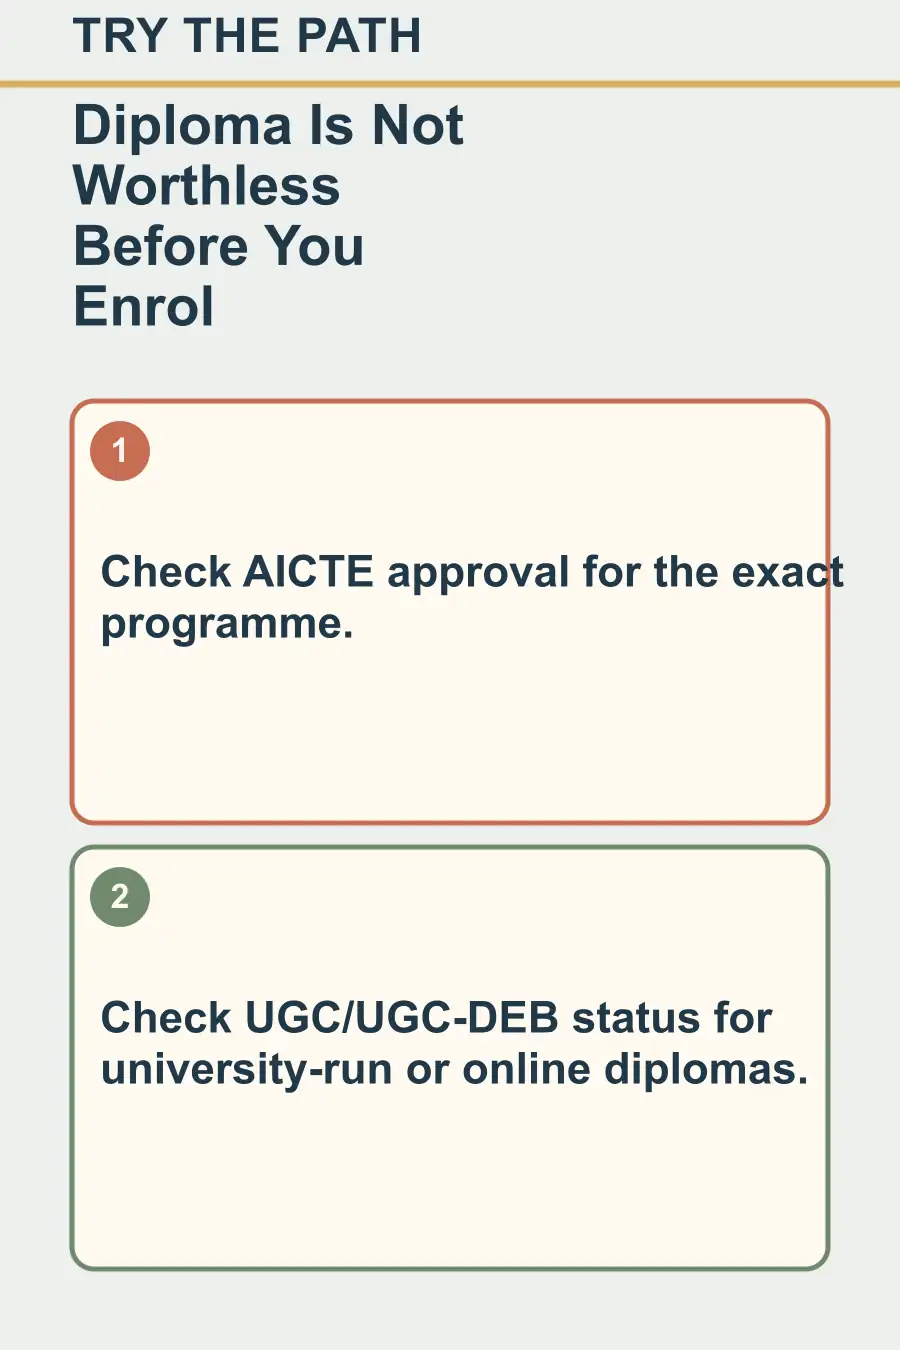 TRY THE PATH
Diploma Is Not
Worthless
Before You
Enrol
1
Check AICTE approval for the exact
programme.
2
Check UGC/UGC-DEB status for
university-run or online diplomas.